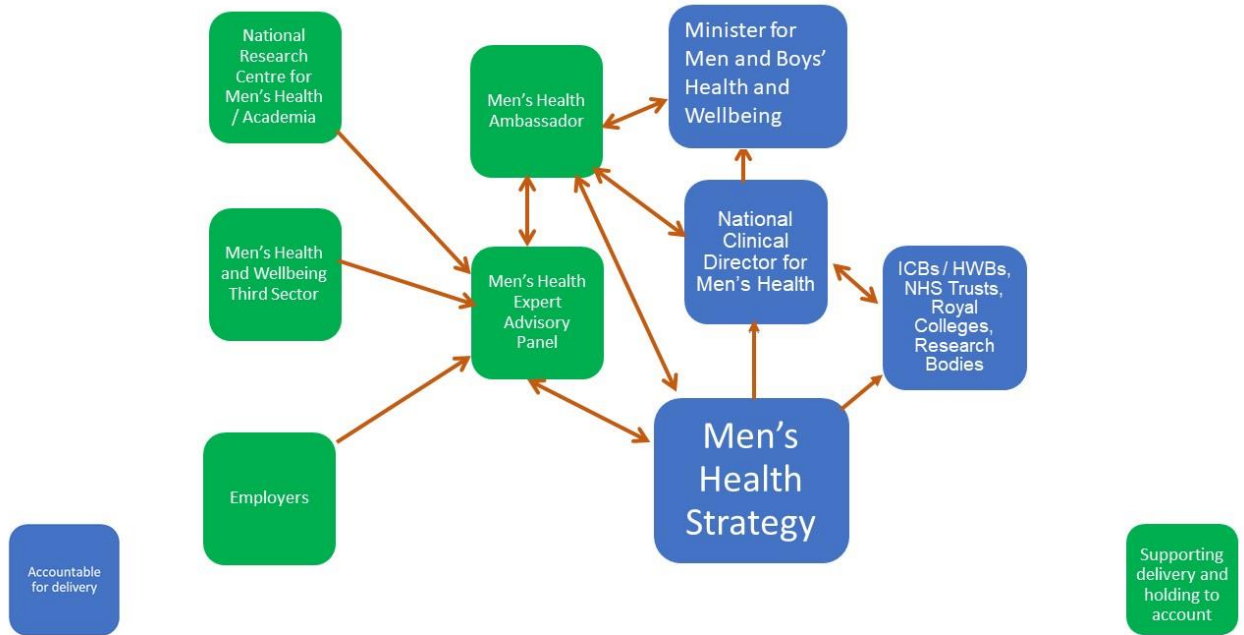 National
Research
Centre for
Men's Health
/ Academia
Men's Health
Ambassador
Minister for
Men and Boys'
Health and
Wellbeing
Men's Health
and Wellbeing
Third Sector
Men's Health
Expert
Advisory
Panel
National
Clinical
Director for
Men's Health
ICBs / HWBs,
NHS Trusts,
Royal
Colleges,
Research
Bodies
Employers
Men's
Health
Strategy
Accountable
for delivery
Supporting
delivery and
holding to
account